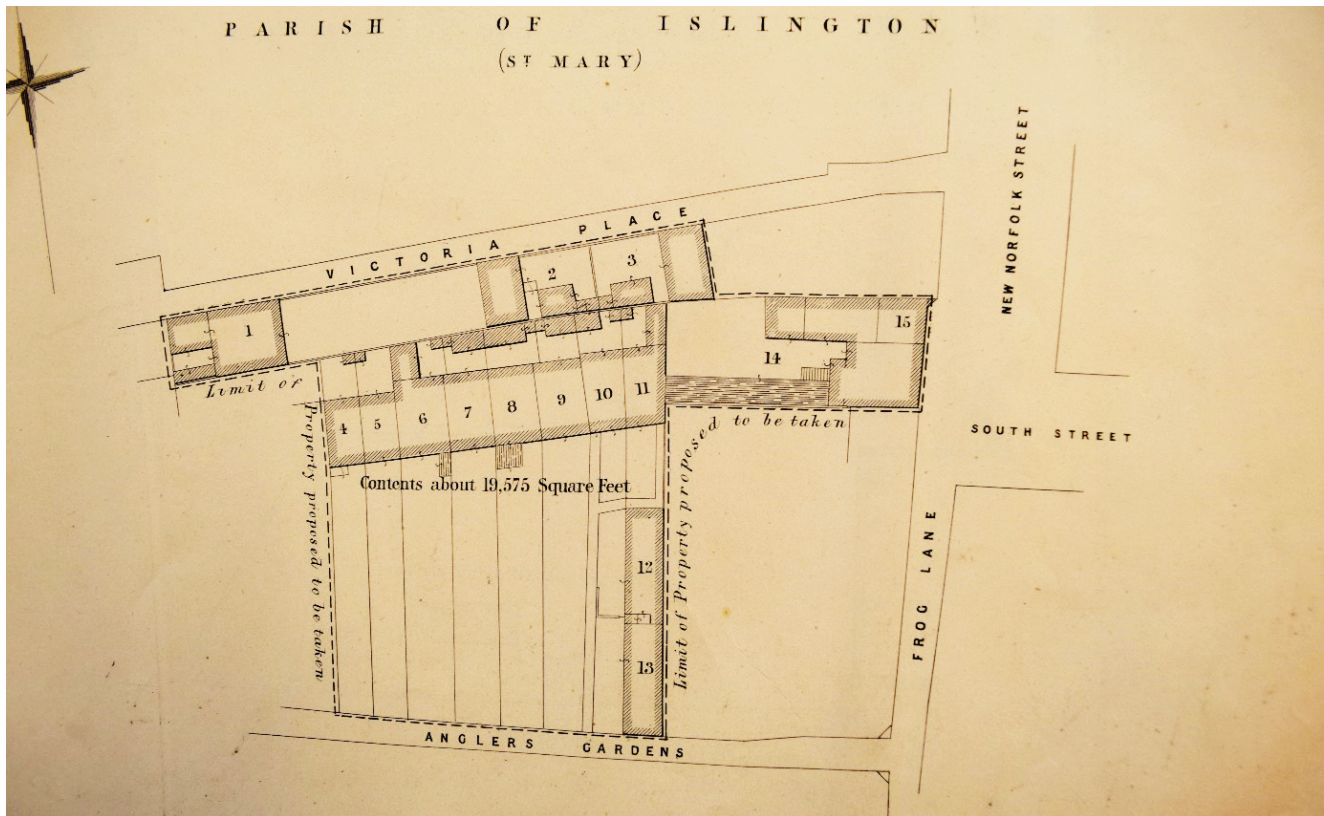 PARISH OF ISLINGTON
(ST MARY)
NEW NORFOLK STREET
VICTORIA PLACE
1
2
3
15
14
Limit of
Property proposed to be taken
4
5
6
7
8
9
10
11
Limit of Property proposed to be taken
SOUTH STREET
Contents about 19,575 Square Feet
12
13
FROG LANE
ANGLERS GARDENS